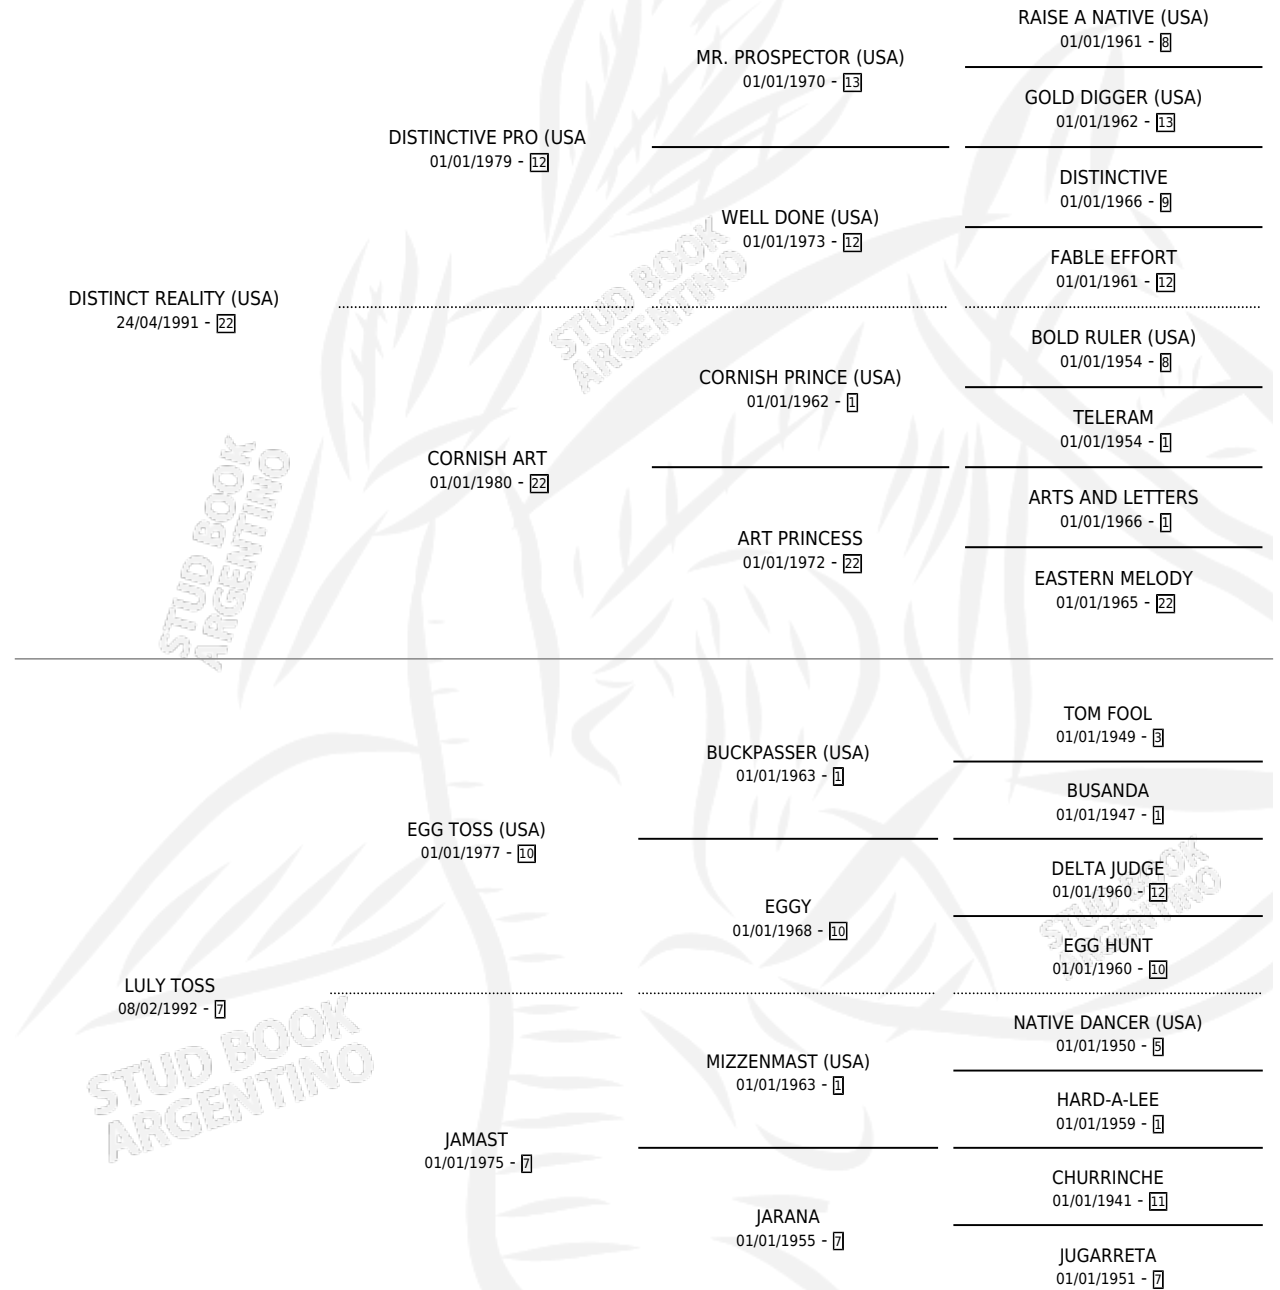 RAISE A NATIVE (USA)
01/01/1961 - 8
MR. PROSPECTOR (USA)
01/01/1970 - 13
GOLD DIGGER (USA)
01/01/1962 - 13
DISTINCTIVE PRO (USA
01/01/1979 - 12
DISTINCTIVE
01/01/1966 - 9
WELL DONE (USA)
01/01/1973 - 12
FABLE EFFORT
01/01/1961 - 12
DISTINCT REALITY (USA)
24/04/1991 - 22
STUD BOOK
ARGENTINO
BOLD RULER (USA)
01/01/1954 - 8
CORNISH PRINCE (USA)
01/01/1962 - 1
TELERAM
01/01/1954 - 1
CORNISH ART
01/01/1980 - 22
ARTS AND LETTERS
01/01/1966 - 1
ART PRINCESS
01/01/1972 - 22
EASTERN MELODY
01/01/1965 - 22
STUD BOOK
ARGENTINO
TOM FOOL
01/01/1949 - 3
BUCKPASSER (USA)
01/01/1963 - 1
BUSANDA
01/01/1947 - 1
EGG TOSS (USA)
01/01/1977 - 10
DELTA JUDGE
01/01/1960 - 12
STUD BOOK
ARGENTINO
EGGY
01/01/1968 - 10
EGG HUNT
01/01/1960 - 10
LULY TOSS
08/02/1992 - 7
STUD BOOK
ARGENTINO
NATIVE DANCER (USA)
01/01/1950 - 5
MIZZENMAST (USA)
01/01/1963 - 1
HARD-A-LEE
01/01/1959 - 1
JAMAST
01/01/1975 - 7
CHURRINCHE
01/01/1941 - 11
JARANA
01/01/1955 - 7
JUGARRETA
01/01/1951 - 7